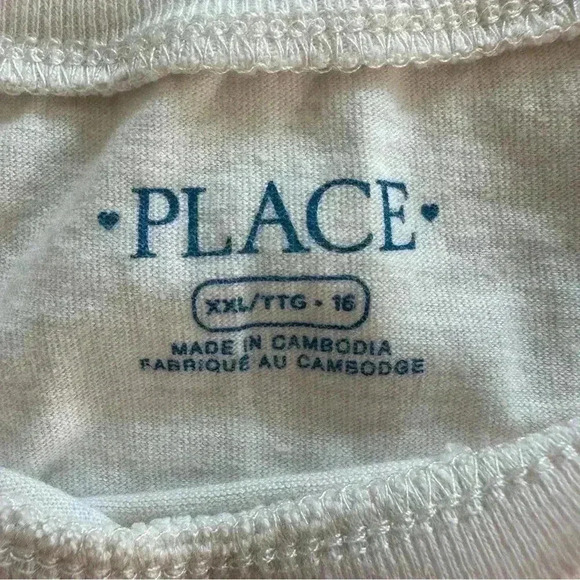 ♥PLACE♥
XXL/TTG • 16
MADE IN CAMBODIA
FABRIQUÉ AU CAMBODGE